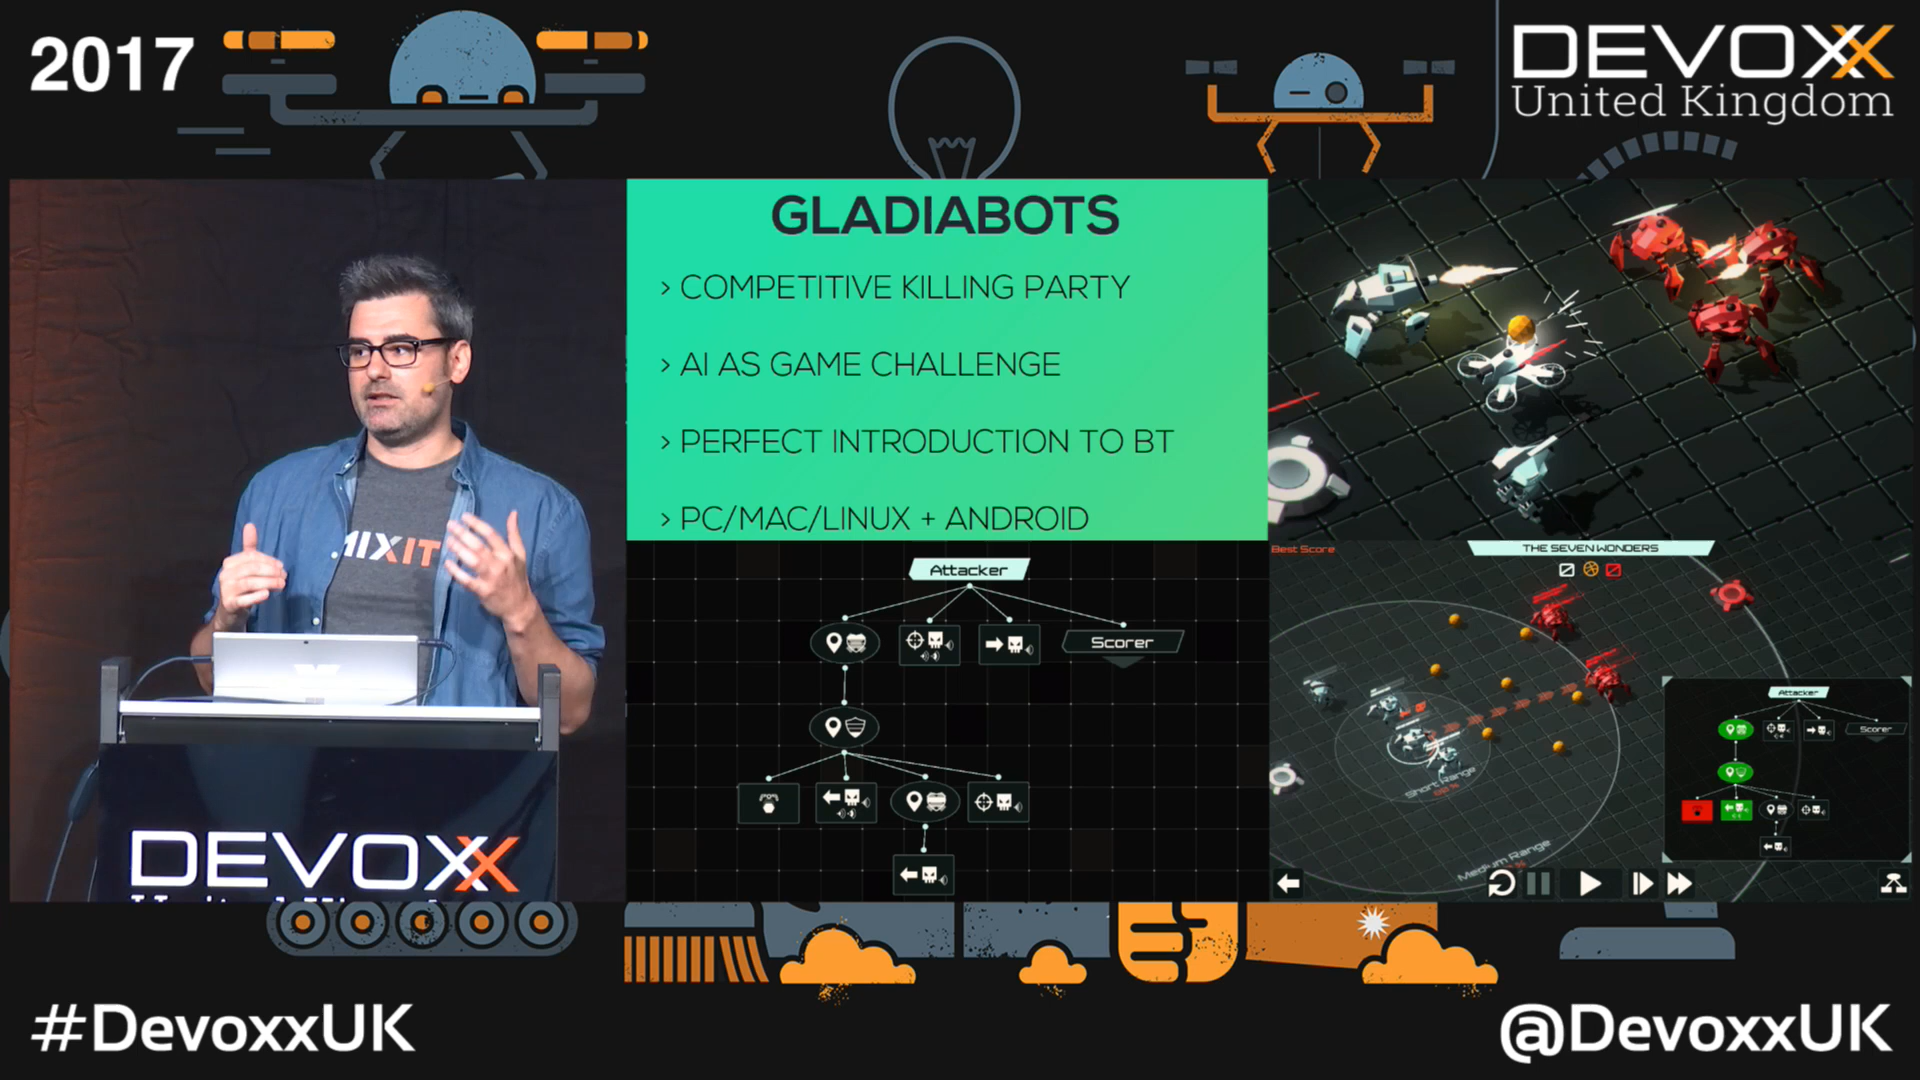 2017
DEVOXX
United Kingdom
GLADIABOTS
> COMPETITIVE KILLING PARTY
> AI AS GAME CHALLENGE
> PERFECT INTRODUCTION TO BT
> PC/MAC/LINUX + ANDROID
MIXIT
DEVOXX
Attacker
Scorer
Best Score
THE SEVEN WONDERS
Short Range
Medium Range
Attacker
Scorer
#DevoxxUK
@DevoxxUK